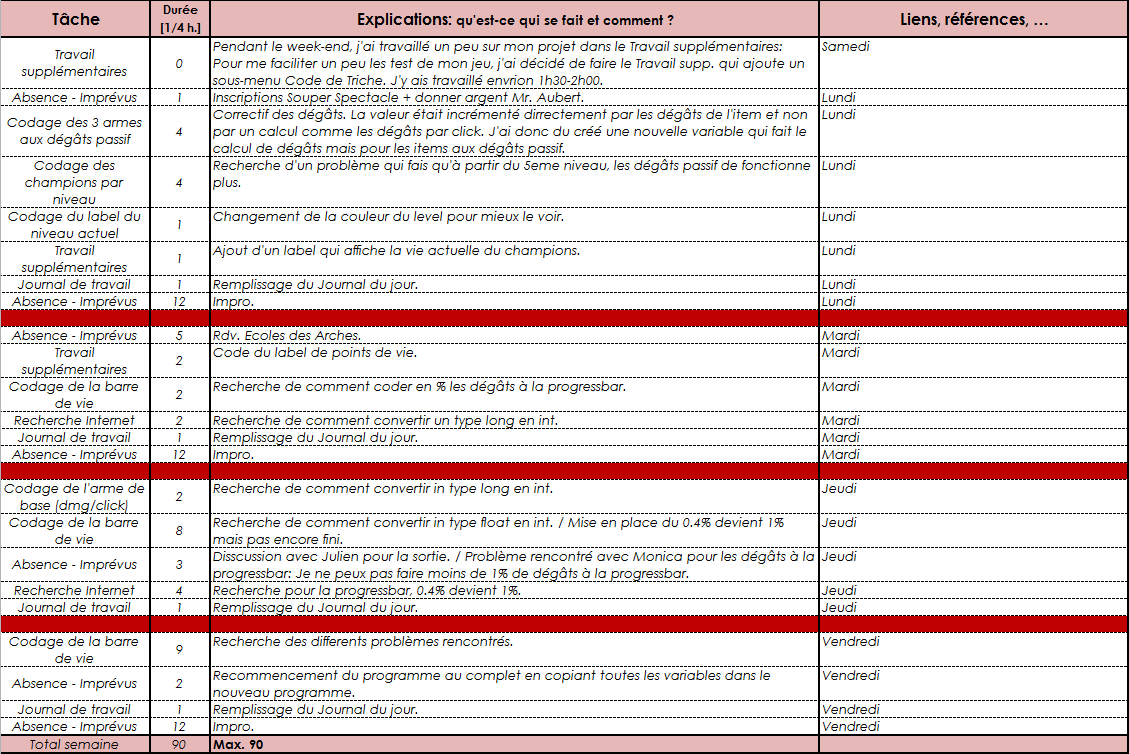 Tâche Durée [1/4 h.] Explications: qu'est-ce qui se fait et comment ? Liens, références, …
Travail supplémentaires 0 Pendant le week-end, j'ai travaillé un peu sur mon projet dans le Travail supplémentaires: Samedi
Pour me faciliter un peu les test de mon jeu, j'ai décidé de faire le Travail supp. qui ajoute un
sous-menu Code de Triche. J'y ais travaillé envrion 1h30-2h00.
Absence - Imprévus 1 Inscriptions Souper Spectacle + donner argent Mr. Aubert. Lundi
Codage des 3 armes aux dégâts passif 4 Correctif des dégâts. La valeur était incrémenté dirrectement par les dégâts de l'item et non Lundi
par un calcul comme les dégâts par click. J'ai donc du créé une nouvelle variable qui fait le
calcul de dégâts mais pour les items aux dégâts passif.
Codage des champions par niveau 4 Recherche d'un problème qui fais qu'à partir du 5eme niveau, les dégâts passif de fonctionne Lundi
plus.
Codage du label du niveau actuel 1 Changement de la couleur du level pour mieux le voir. Lundi
Travail supplémentaires 1 Ajout d'un label qui affiche la vie actuelle du champions. Lundi
Journal de travail 1 Remplissage du Journal du jour. Lundi
Absence - Imprévus 12 Impro. Lundi
Absence - Imprévus 5 Rdv. Ecoles des Arches. Mardi
Travail supplémentaires 2 Code du label de points de vie. Mardi
Codage de la barre de vie 2 Recherche de comment coder en % les dégâts à la progressbar. Mardi
Recherche Internet 2 Recherche de comment convertir un type long en int. Mardi
Journal de travail 1 Remplissage du Journal du jour. Mardi
Absence - Imprévus 12 Impro. Mardi
Codage de l'arme de base (dmg/click) 2 Recherche de comment convertir in type long en int. Jeudi
Codage de la barre de vie 8 Recherche de comment convertir in type float en int. / Mise en place du 0.4% devient 1% Jeudi
mais pas encore fini.
Absence - Imprévus 3 Disscussion avec Julien pour la sortie. / Problème rencontré avec Monica pour les dégâts à la Jeudi
progressbar: Je ne peux pas faire moins de 1% de dégâts à la progressbar.
Recherche Internet 4 Recherche pour la progressbar, 0.4% devient 1%. Jeudi
Journal de travail 1 Remplissage du Journal du jour. Jeudi
Codage de la barre de vie 9 Recherche des differents problèmes rencontrés. Vendredi
Absence - Imprévus 2 Recommencement du programme au complet en copiant toutes les variables dans le Vendredi
nouveau programme.
Journal de travail 1 Remplissage du Journal du jour. Vendredi
Absence - Imprévus 12 Impro. Vendredi
Total semaine 90 Max. 90